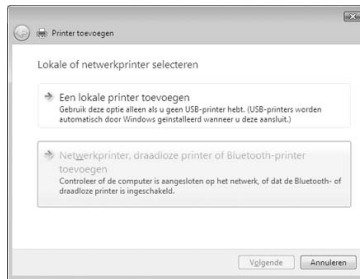 Printer toevoegen
Lokale of netwerkprinter selecteren
Een lokale printer toevoegen
Gebruik deze optie alleen als u geen USB-printer hebt. (USB-printers worden
automatisch door Windows geïnstalleerd wanneer u deze aansluit.)
Netwerkprinter, draadloze printer of Bluetooth-printer
toevoegen
Controleer of de computer is aangesloten op het netwerk, of dat de Bluetooth- of
draadloze printer is ingeschakeld.
Volgende
Annuleren